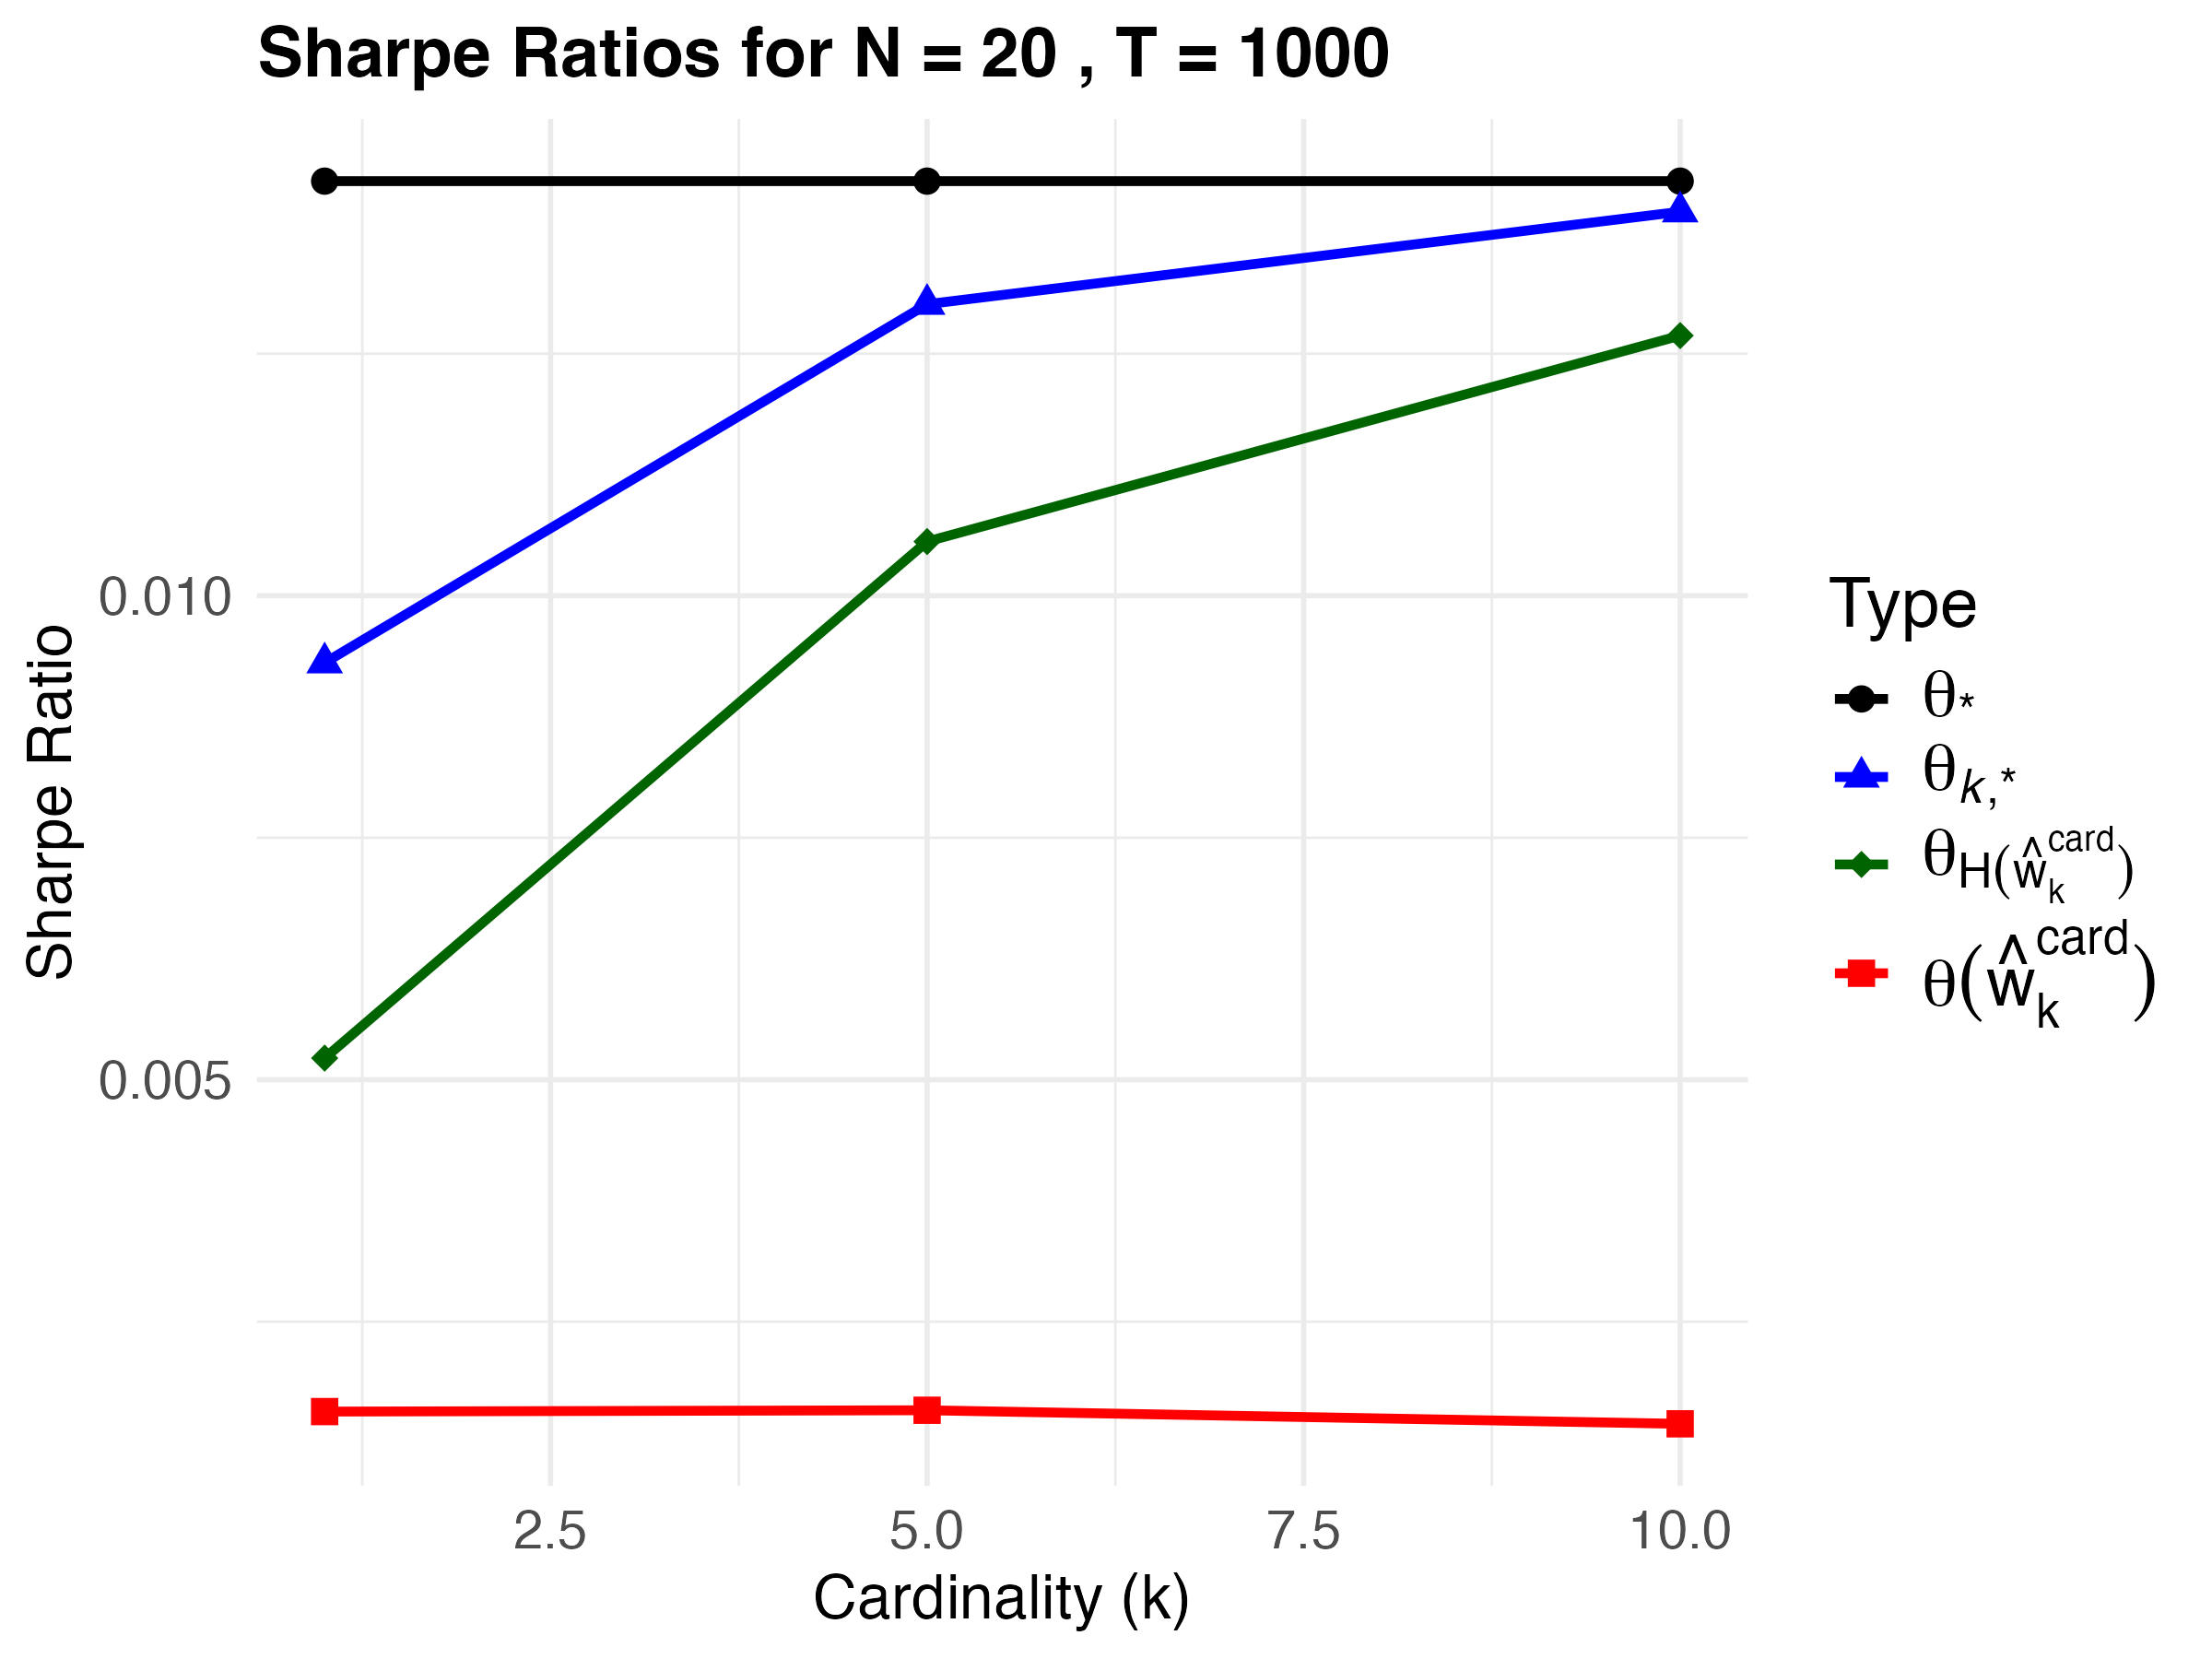 Sharpe Ratios for N = 20 , T = 1000
Sharpe Ratio
0.010
0.005
2.5 5.0 7.5 10.0
Cardinality (k)
Type
θ*
θk,*
θH(ŵkcard)
θ(ŵkcard)